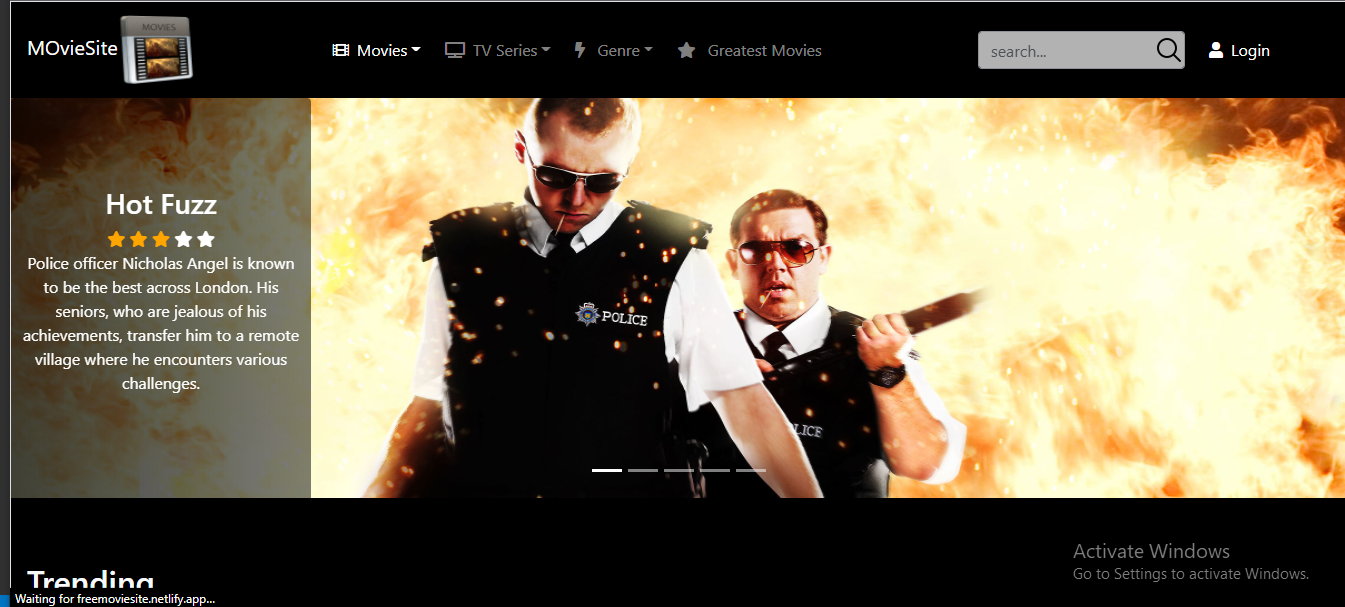 MOvieSite
MOVIES
Movies
TV Series
Genre
Greatest Movies
search...
Login
Hot Fuzz
Police officer Nicholas Angel is known
to be the best across London. His
seniors, who are jealous of his
achievements, transfer him to a remote
village where he encounters various
challenges.
POLICE
LICE
Activate Windows
Go to Settings to activate Windows.
Trending
Waiting for freemoviesite.netlify.app...